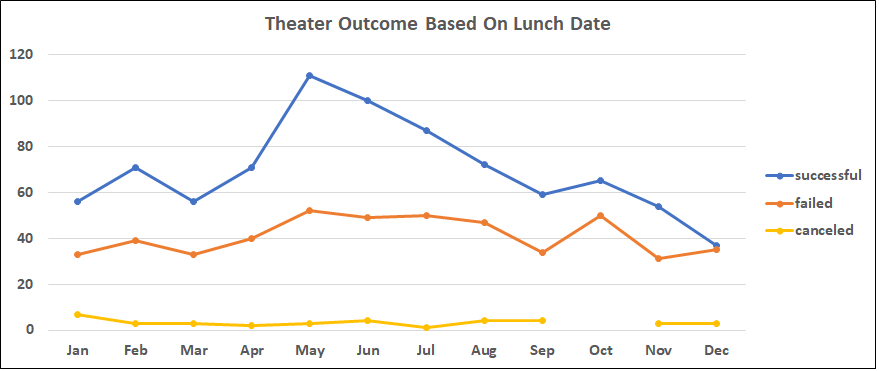 Theater Outcome Based On Lunch Date
120
100
80
60
40
20
0
Jan Feb Mar Apr May Jun Jul Aug Sep Oct Nov Dec
successful
failed
canceled